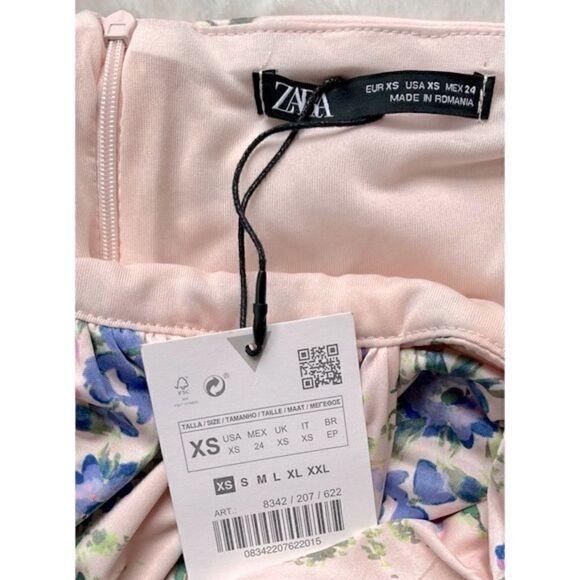 ZARA
EUR XS USA XS MEX 24
MADE IN ROMANIA
FSC
TALLA / SIZE / TAMANHO / TAILLE / MAAT / ΜΕΓΕΘΟΣ
XS USA MEX UK IT BR
XS 24 XS XS EP
XS S M L XL XXL
ART.: 8342 / 207 / 622
08342207622015